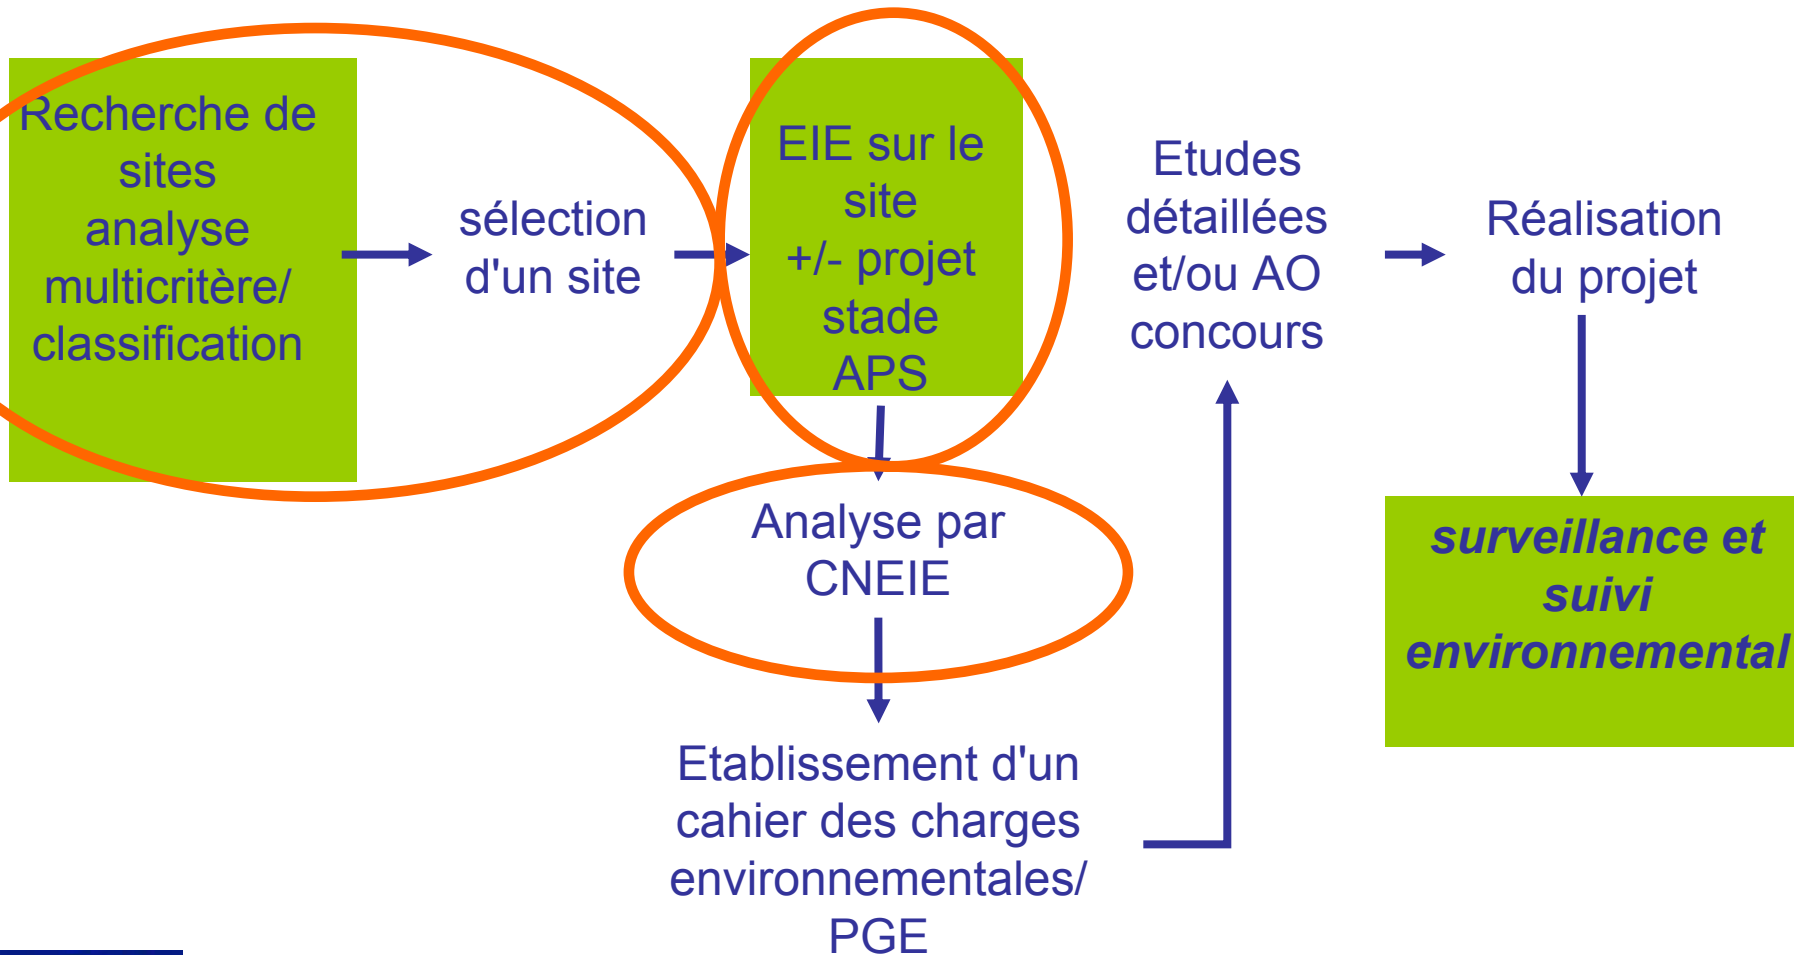 Recherche de
sites
analyse
multicritère/
classification
sélection
d'un site
EIE sur le
site
+/- projet
stade
APS
Analyse par
CNEIE
Etablissement d'un
cahier des charges
environnementales/
PGE
Etudes
détaillées
et/ou AO
concours
Réalisation
du projet
surveillance et
suivi
environnemental